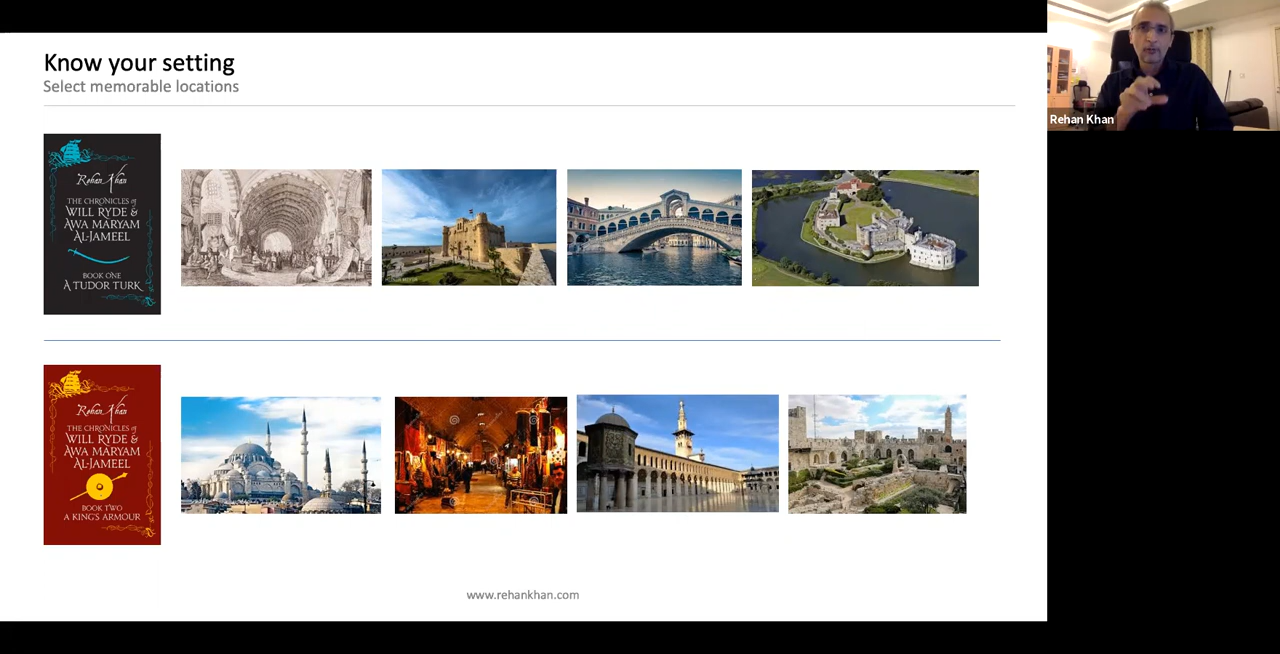 Know your setting
Select memorable locations
Rehan Khan
Rehan Khan
THE CHRONICLES of
WILL RYDE &
AWA MARYAM
AL-JAMEEL
BOOK ONE
A TUDOR TURK
Rehan Khan
THE CHRONICLES of
WILL RYDE &
AWA MARYAM
AL-JAMEEL
BOOK TWO
A KING'S ARMOUR
www.rehankhan.com